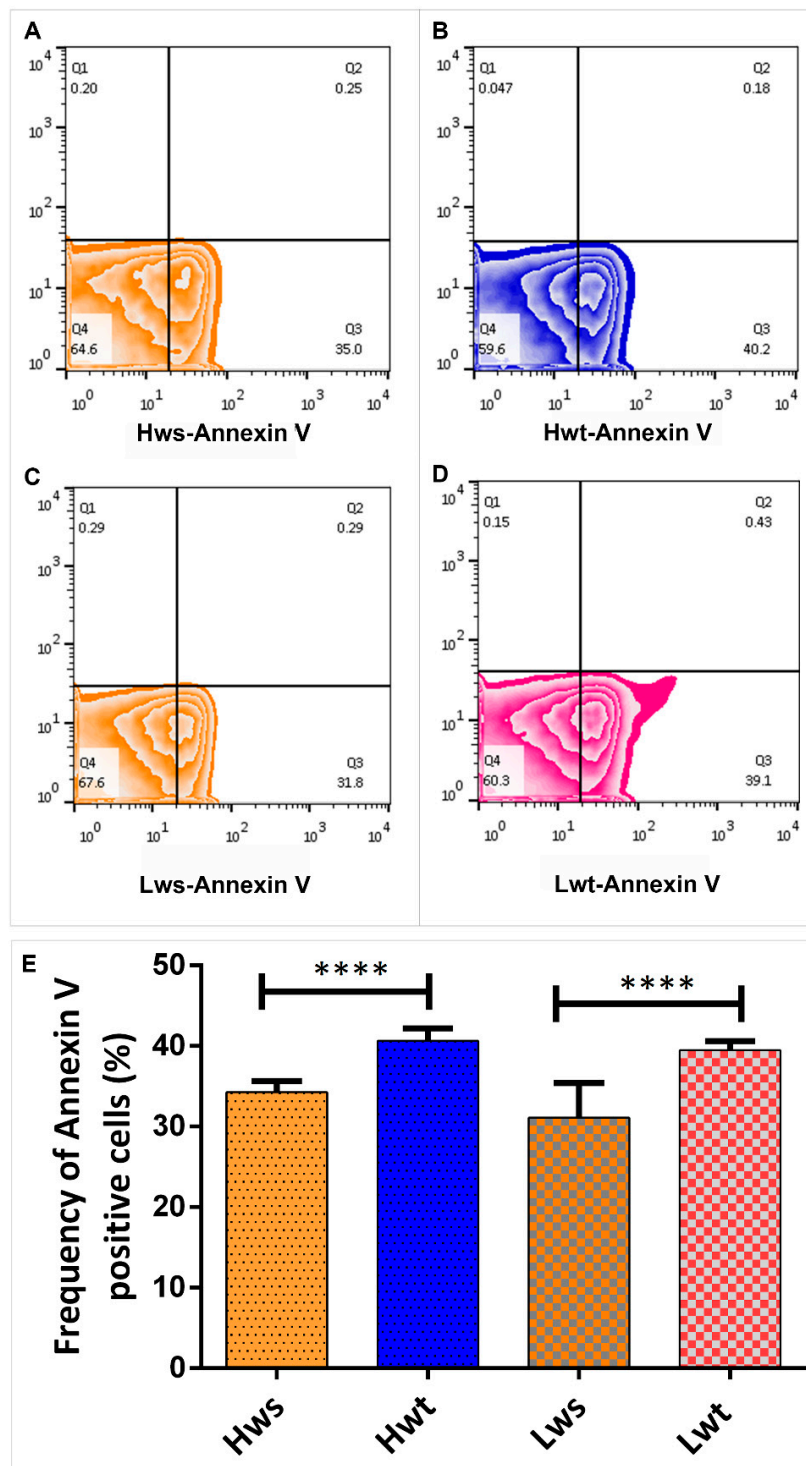 A
Q1
0.20
Q2
0.25
Q4
64.6
Q3
35.0
10^4
10^3
10^2
10^1
10^0
10^0 10^1 10^2 10^3 10^4
Hws-Annexin V
B
Q1
0.047
Q2
0.18
Q4
59.6
Q3
40.2
10^4
10^3
10^2
10^1
10^0
10^0 10^1 10^2 10^3 10^4
Hwt-Annexin V
C
Q1
0.29
Q2
0.29
Q4
67.6
Q3
31.8
10^4
10^3
10^2
10^1
10^0
10^0 10^1 10^2 10^3 10^4
Lws-Annexin V
D
Q1
0.15
Q2
0.43
Q4
60.3
Q3
39.1
10^4
10^3
10^2
10^1
10^0
10^0 10^1 10^2 10^3 10^4
Lwt-Annexin V
E
Frequency of Annexin V
positive cells (%)
50
40
30
20
10
0
****
****
Hws
Hwt
Lws
Lwt